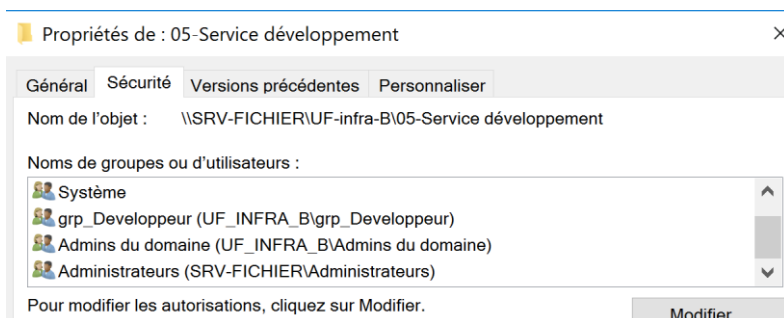 Propriétés de : 05-Service développement
Général Sécurité Versions précédentes Personnaliser
Nom de l'objet : \\SRV-FICHIER\UF-infra-B\05-Service développement
Noms de groupes ou d'utilisateurs :
Système
grp_Developpeur (UF_INFRA_B\grp_Developpeur)
Admins du domaine (UF_INFRA_B\Admins du domaine)
Administrateurs (SRV-FICHIER\Administrateurs)
Pour modifier les autorisations, cliquez sur Modifier.
Modifier